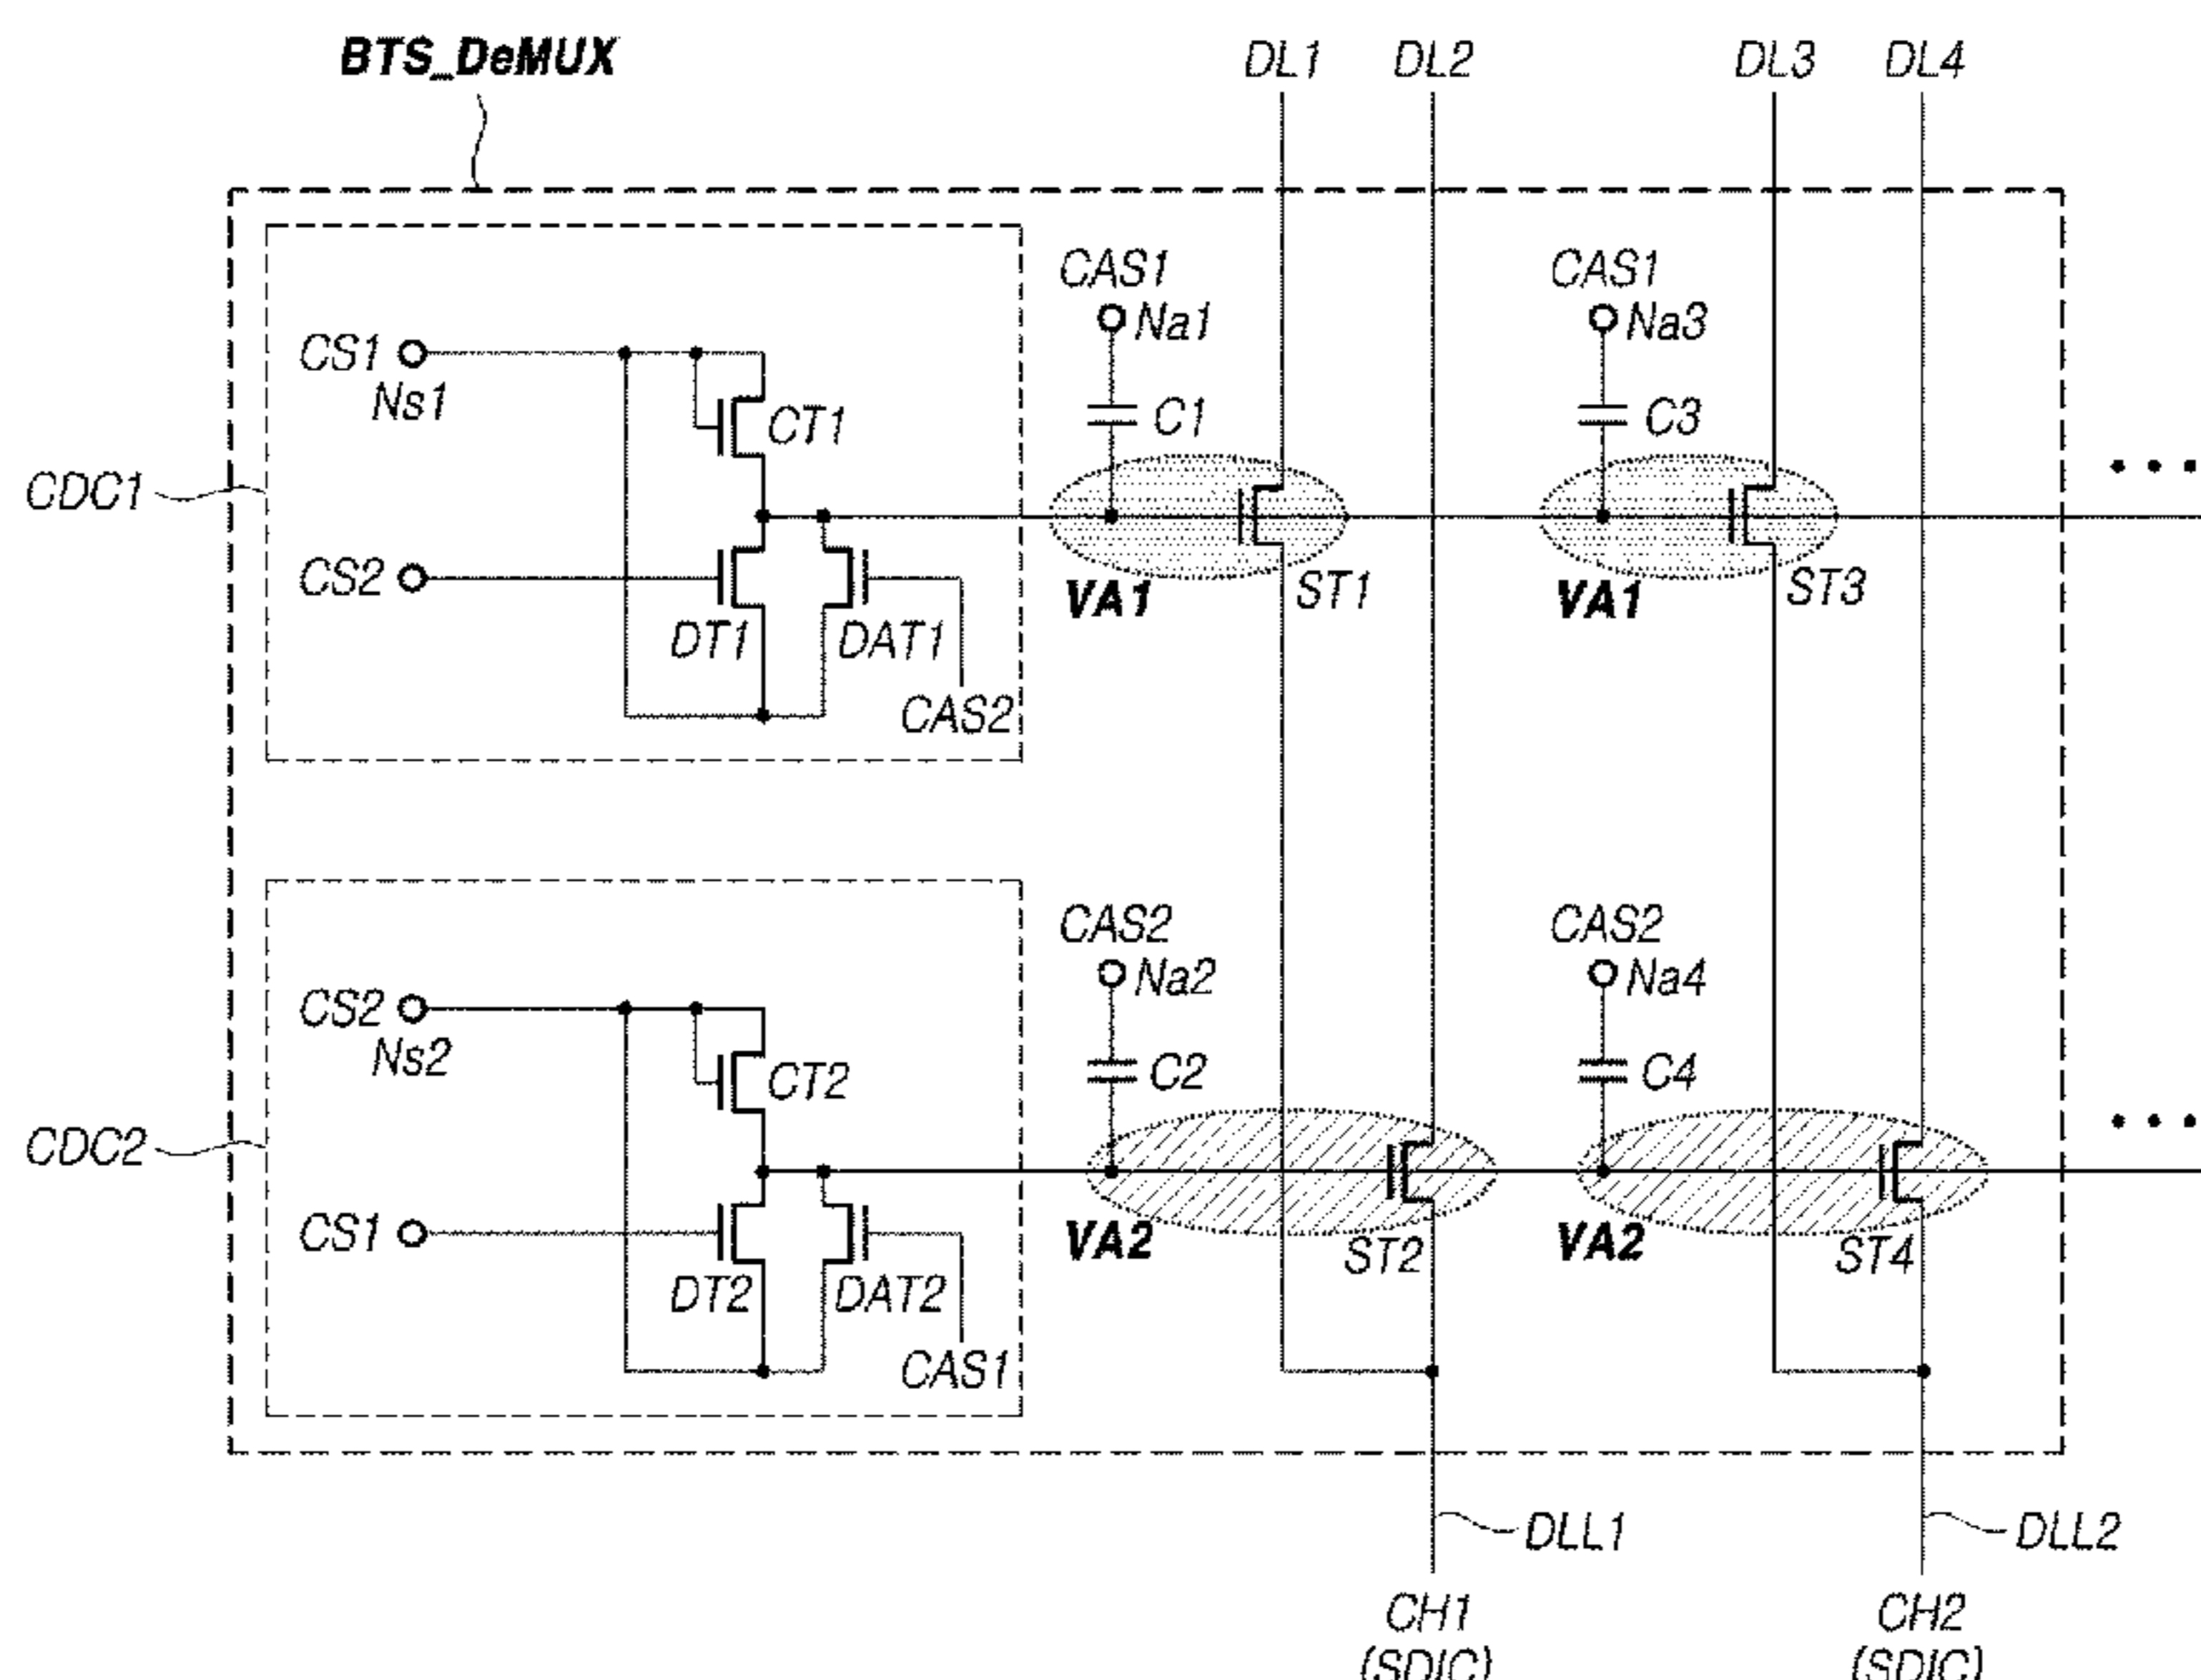 BTS_DeMUX
DL1 DL2 DL3 DL4
CAS1 CAS1
Na1 Na3
CS1
Ns1
CT1 C1 C3
CDC1
CS2
VA1 ST1 VA1 ST3
DT1 DAT1
CAS2
CAS2 CAS2
Na2 Na4
CS2
Ns2
CT2 C2 C4
CDC2
CS1
VA2 ST2 VA2 ST4
DT2 DAT2
CAS1
DLL1 DLL2
CH1 CH2
(SDIC) (SDIC)